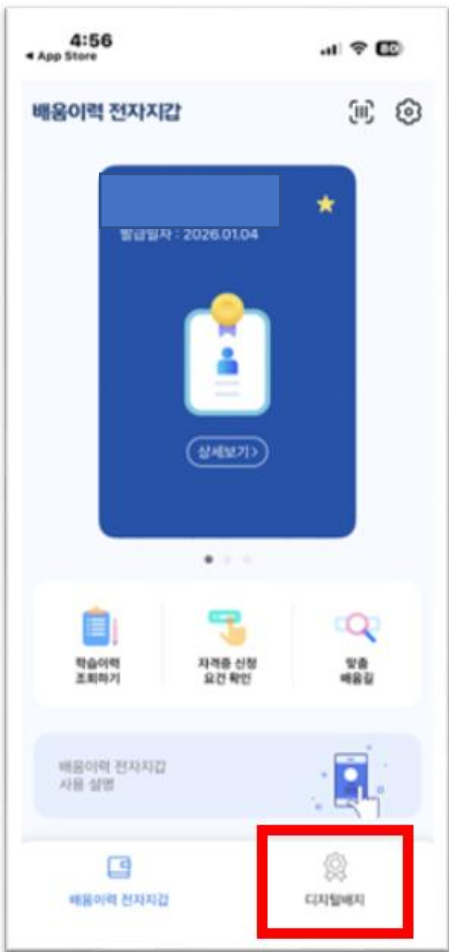 4:56
80
◀ App Store
배움이력 전자지갑
발급일자 : 2026.01.04
상세보기 >
학습이력
조회하기
자격증 신청
요건 확인
맞춤
배움길
배움이력 전자지갑
사용 설명
배움이력 전자지갑
디지털배지